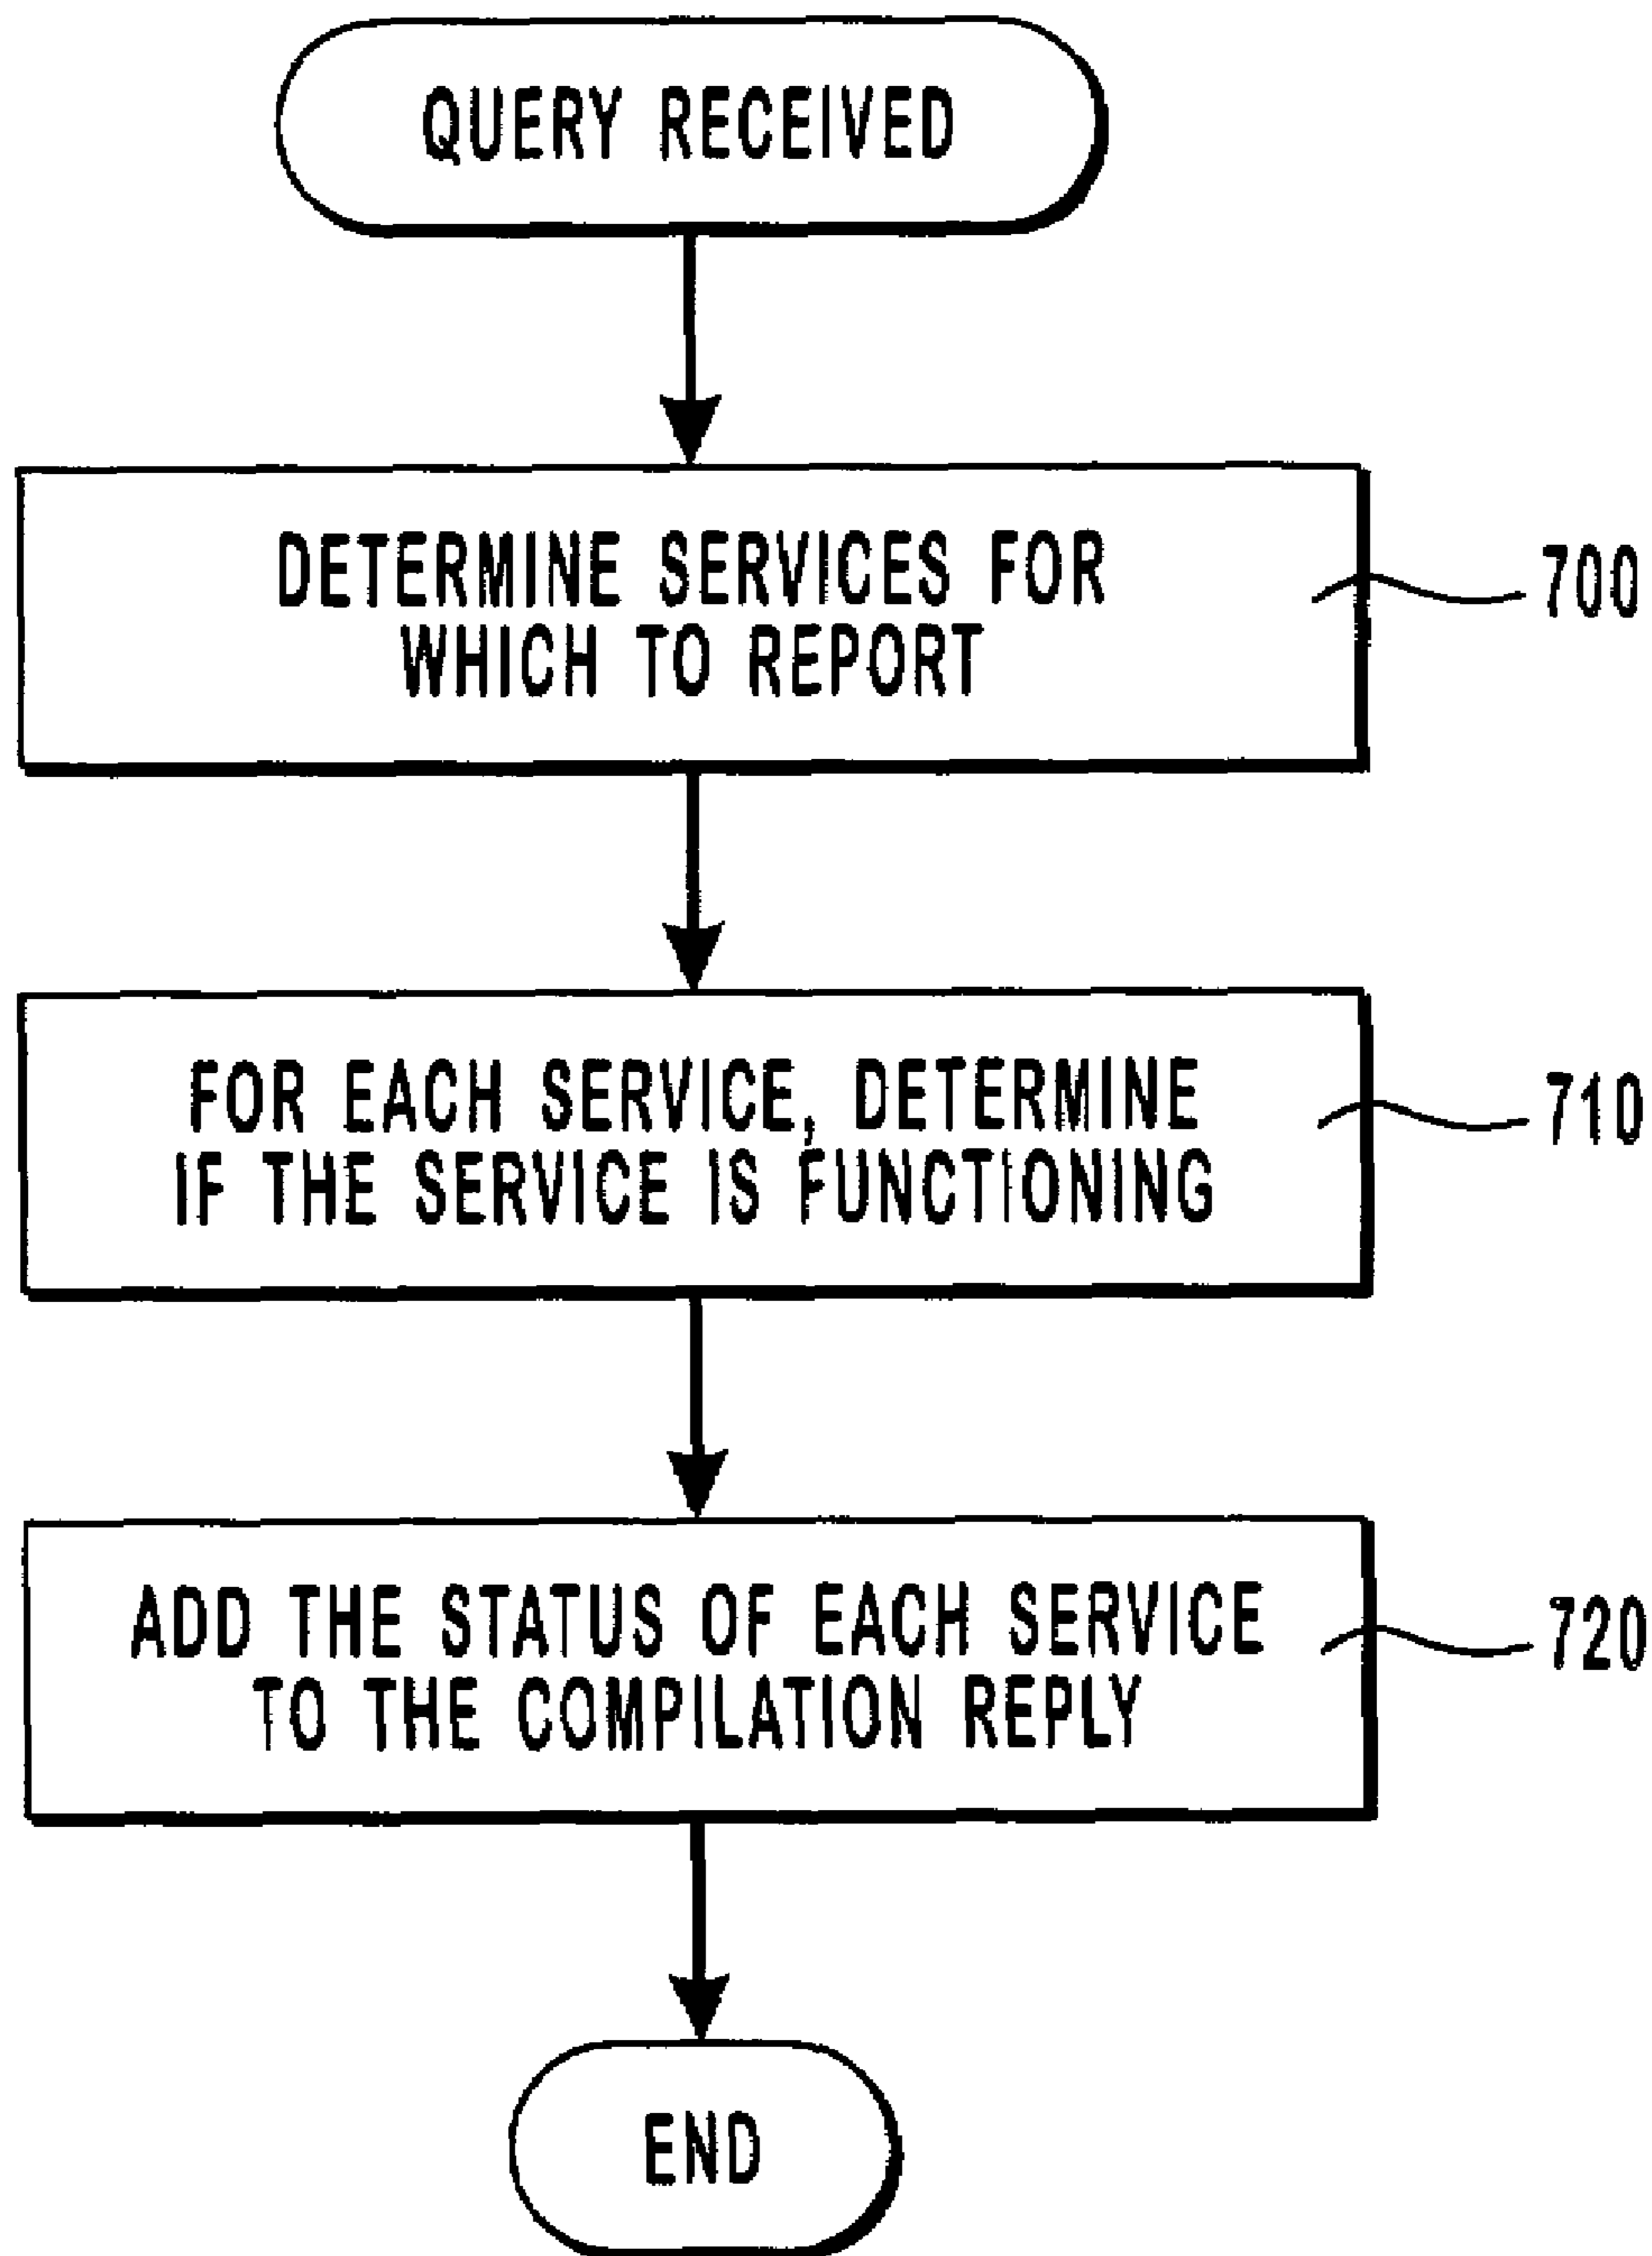 QUERY RECEIVED
DETERMINE SERVICES FOR
WHICH TO REPORT
700
FOR EACH SERVICE, DETERMINE
IF THE SERVICE IS FUNCTIONING
710
ADD THE STATUS OF EACH SERVICE
TO THE COMPILATION REPLY
720
END